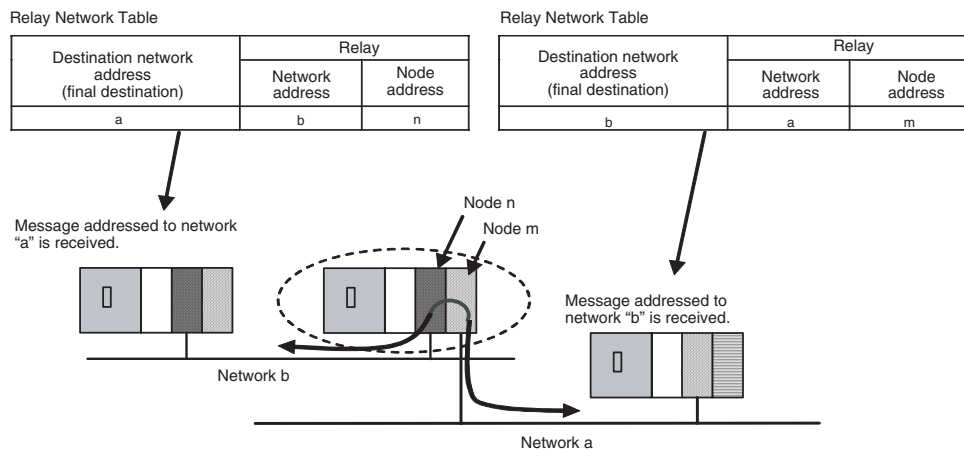 Relay Network Table
Destination network
address
(final destination)
Relay
Network
address
Node
address
a
b
n
Relay Network Table
Destination network
address
(final destination)
Relay
Network
address
Node
address
b
a
m
Message addressed to network
“a” is received.
Node n
Node m
Message addressed to
network “b” is received.
Network b
Network a